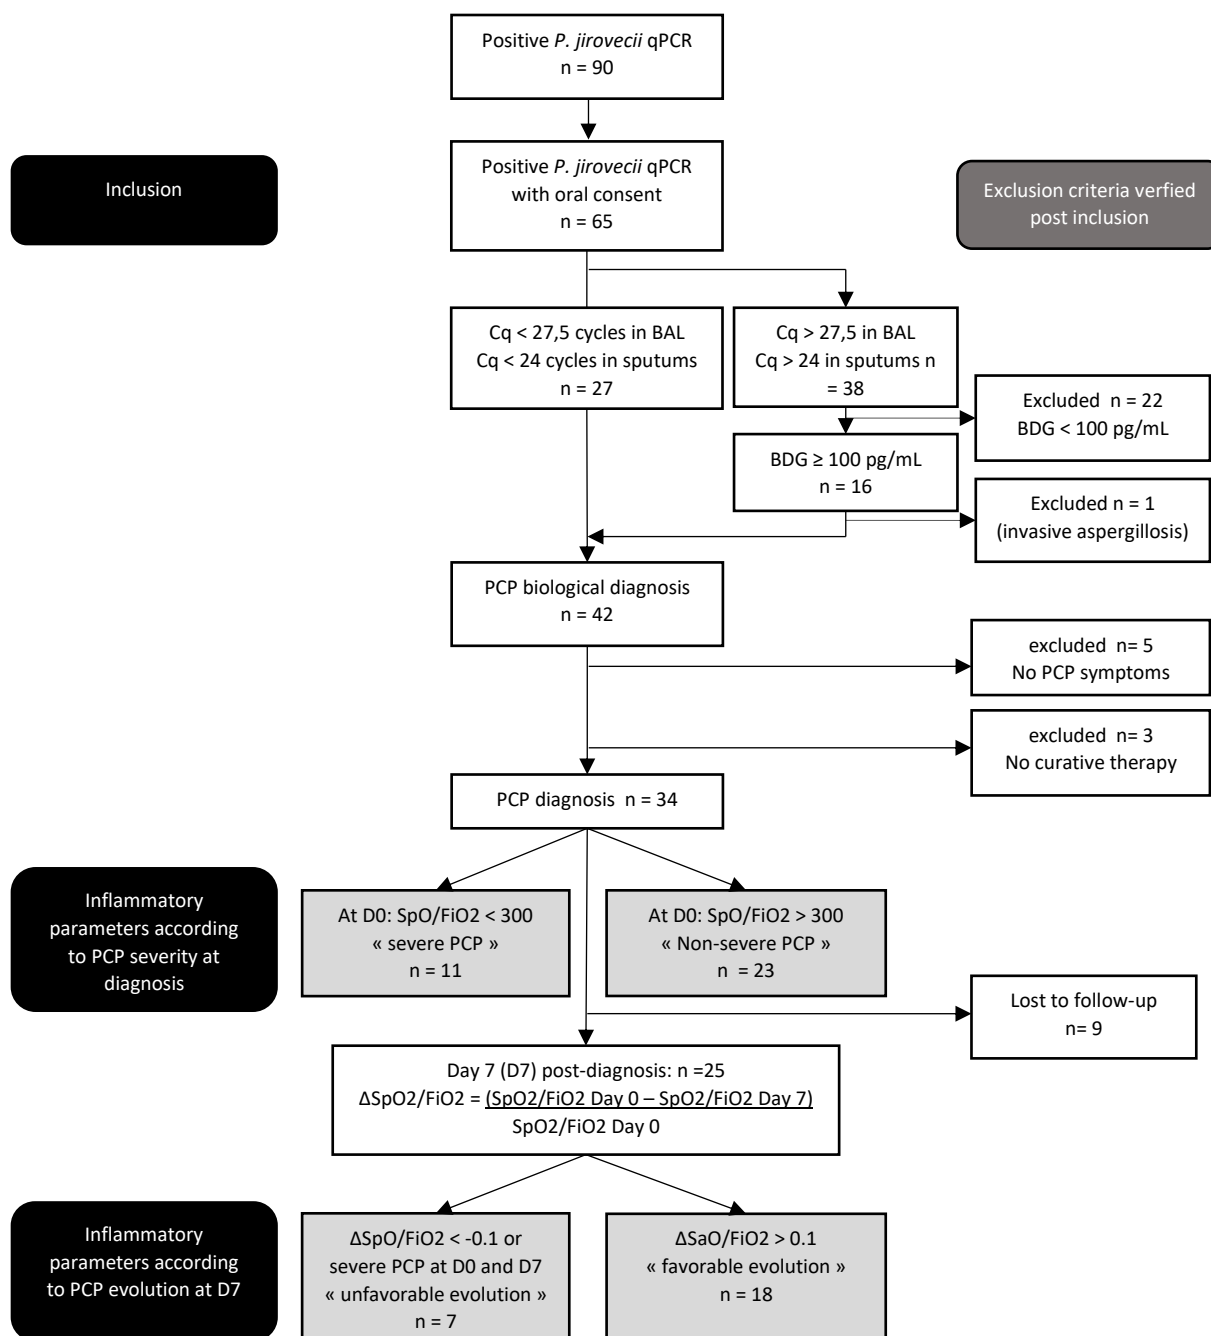 Positive P. jirovecii qPCR
n = 90
Inclusion
Positive P. jirovecii qPCR
with oral consent
n = 65
Exclusion criteria verfied
post inclusion
Cq < 27,5 cycles in BAL
Cq < 24 cycles in sputums
n = 27
Cq > 27,5 in BAL
Cq > 24 in sputums n
= 38
Excluded n = 22
BDG < 100 pg/mL
BDG ≥ 100 pg/mL
n = 16
Excluded n = 1
(invasive aspergillosis)
PCP biological diagnosis
n = 42
excluded n= 5
No PCP symptoms
excluded n= 3
No curative therapy
PCP diagnosis n = 34
Inflammatory
parameters according
to PCP severity at
diagnosis
At D0: SpO/FiO2 < 300
« severe PCP »
n = 11
At D0: SpO/FiO2 > 300
« Non-severe PCP »
n = 23
Lost to follow-up
n= 9
Day 7 (D7) post-diagnosis: n =25
ΔSpO2/FiO2 = (SpO2/FiO2 Day 0 – SpO2/FiO2 Day 7)
SpO2/FiO2 Day 0
Inflammatory
parameters according
to PCP evolution at D7
ΔSpO/FiO2 < -0.1 or
severe PCP at D0 and D7
« unfavorable evolution »
n = 7
ΔSaO/FiO2 > 0.1
« favorable evolution »
n = 18